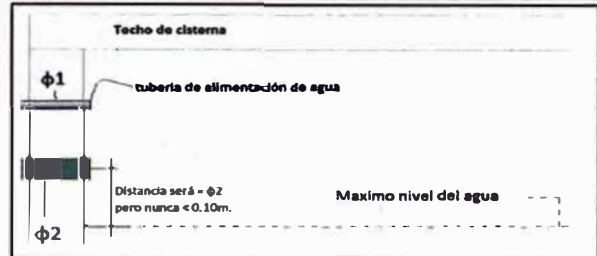 Techo de cisterna
ϕ1
tubería de alimentación de agua
Distancia será = ϕ2
pero nunca < 0.10m.
Maximo nivel del agua
ϕ2